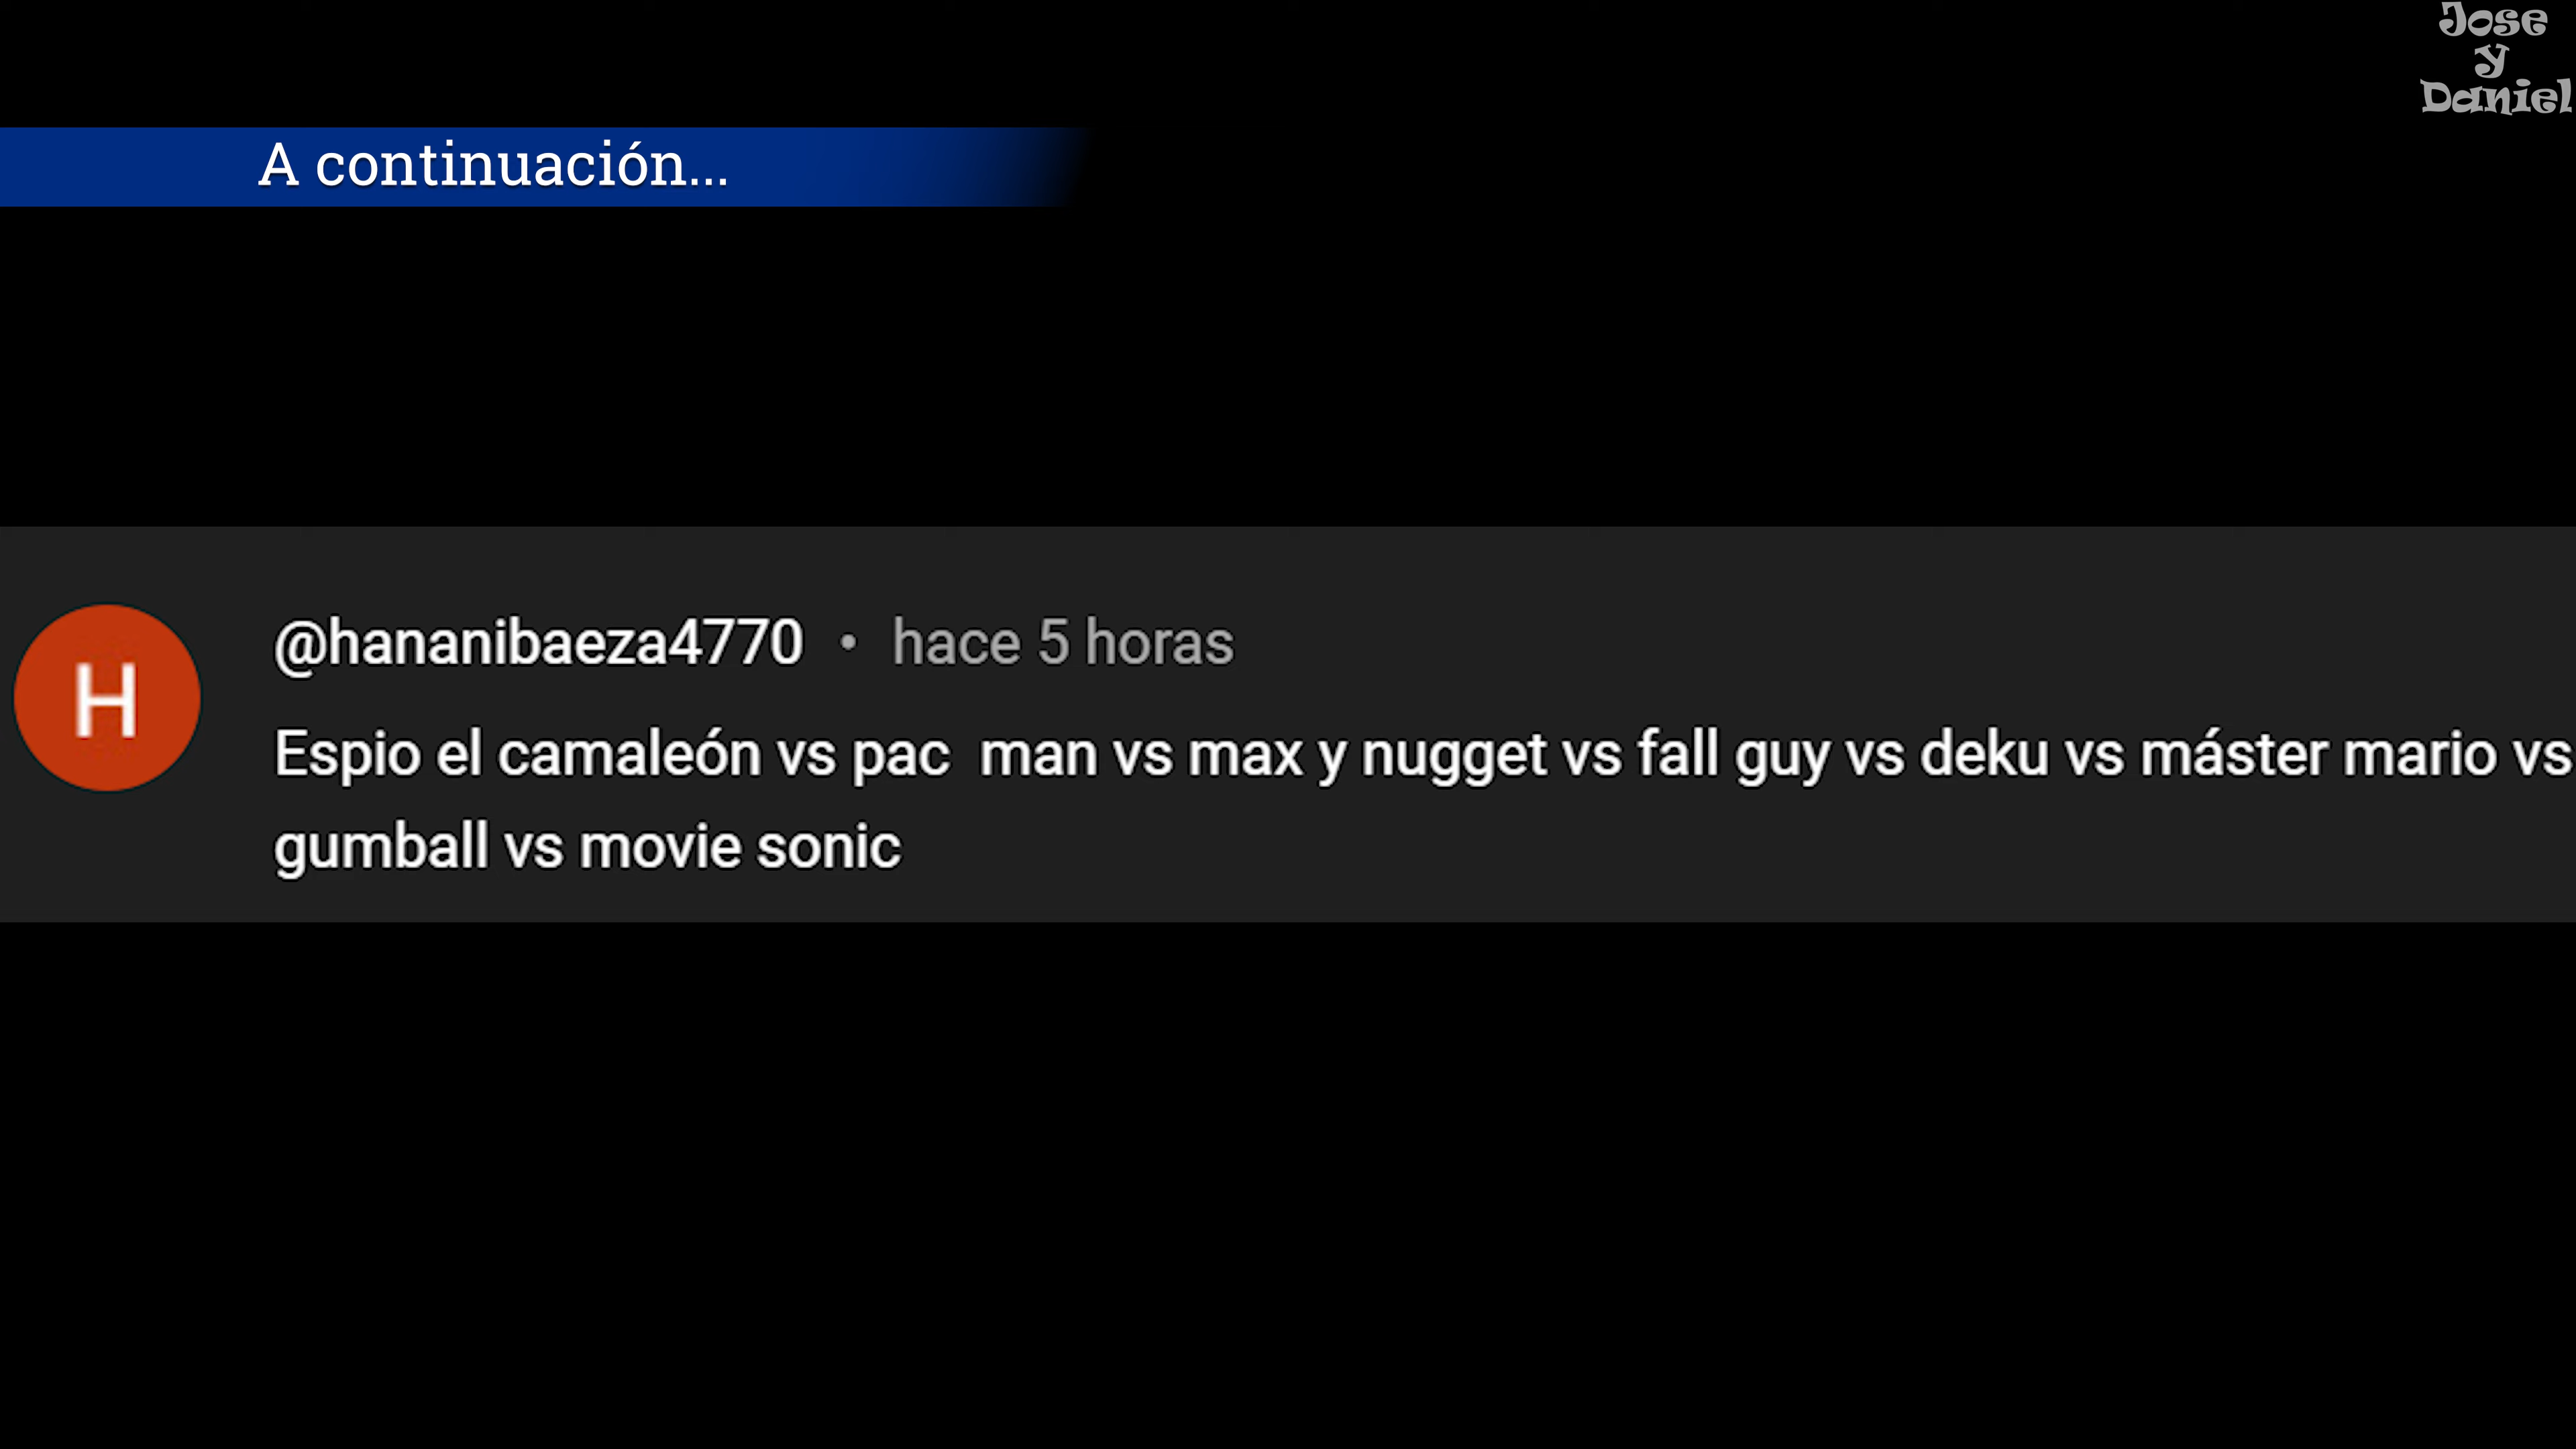 Jose
y
Daniel
A continuación...
H
@hananibaeza4770 • hace 5 horas
Espio el camaleón vs pac  man vs max y nugget vs fall guy vs deku vs máster mario vs
gumball vs movie sonic